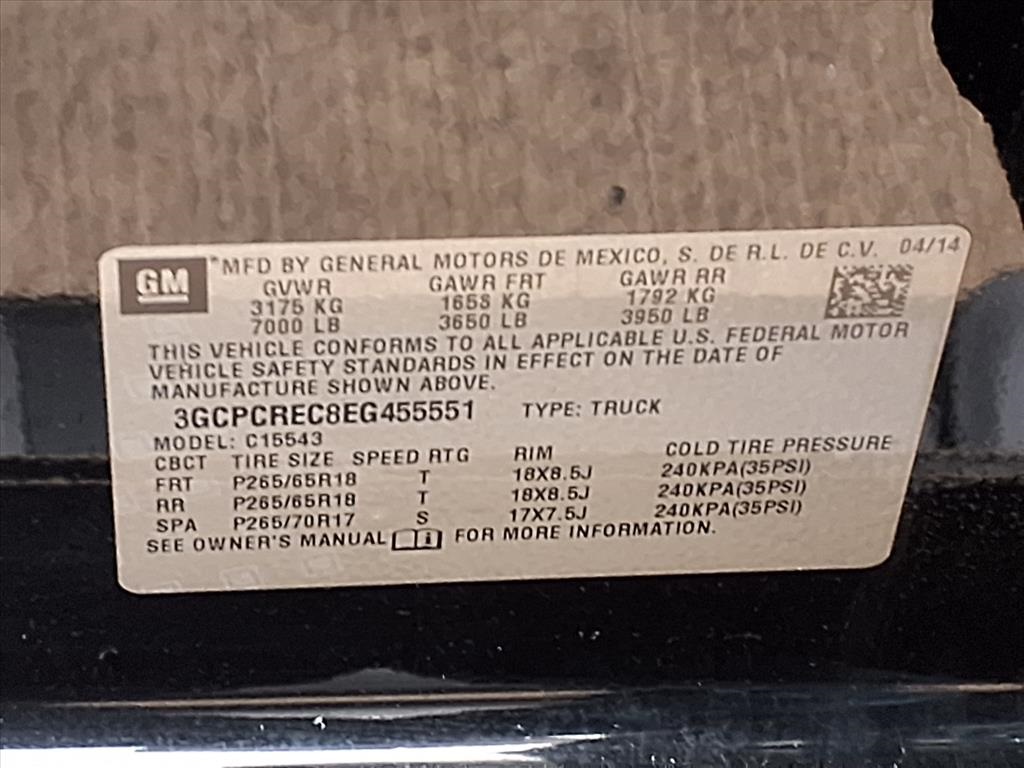 GM
*MFD BY GENERAL MOTORS DE MEXICO, S. DE R.L. DE C.V. 04/14
GVWR GAWR FRT GAWR RR
3175 KG 1658 KG 1792 KG
7000 LB 3650 LB 3950 LB
THIS VEHICLE CONFORMS TO ALL APPLICABLE U.S. FEDERAL MOTOR
VEHICLE SAFETY STANDARDS IN EFFECT ON THE DATE OF
MANUFACTURE SHOWN ABOVE.
3GCPCREC8EG455551 TYPE: TRUCK
MODEL: C15543
CBCT TIRE SIZE SPEED RTG RIM COLD TIRE PRESSURE
FRT P265/65R18 T 18X8.5J 240KPA(35PSI)
RR P265/65R18 T 18X8.5J 240KPA(35PSI)
SPA P265/70R17 S 17X7.5J 240KPA(35PSI)
SEE OWNER'S MANUAL i FOR MORE INFORMATION.